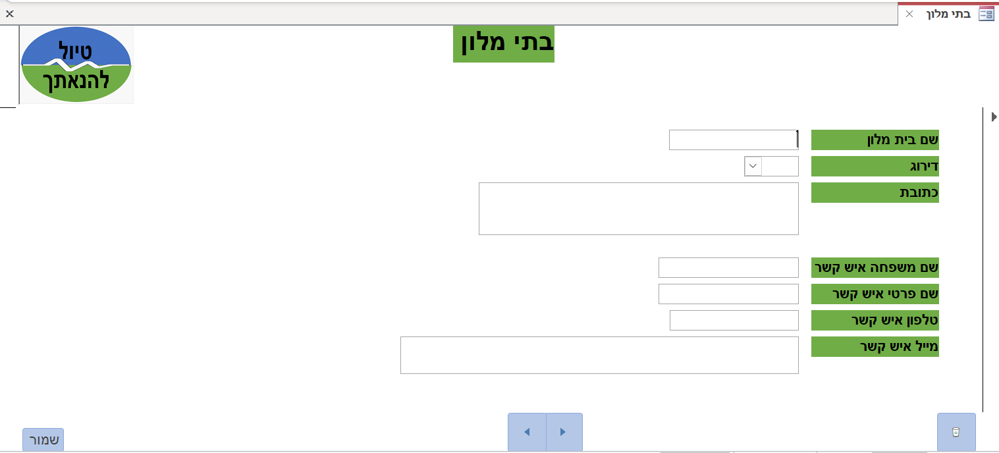 בתי מלון
טיול
להנאתך
בתי מלון
שם בית מלון
דירוג
כתובת
שם משפחה איש קשר
שם פרטי איש קשר
טלפון איש קשר
מייל איש קשר
שמור